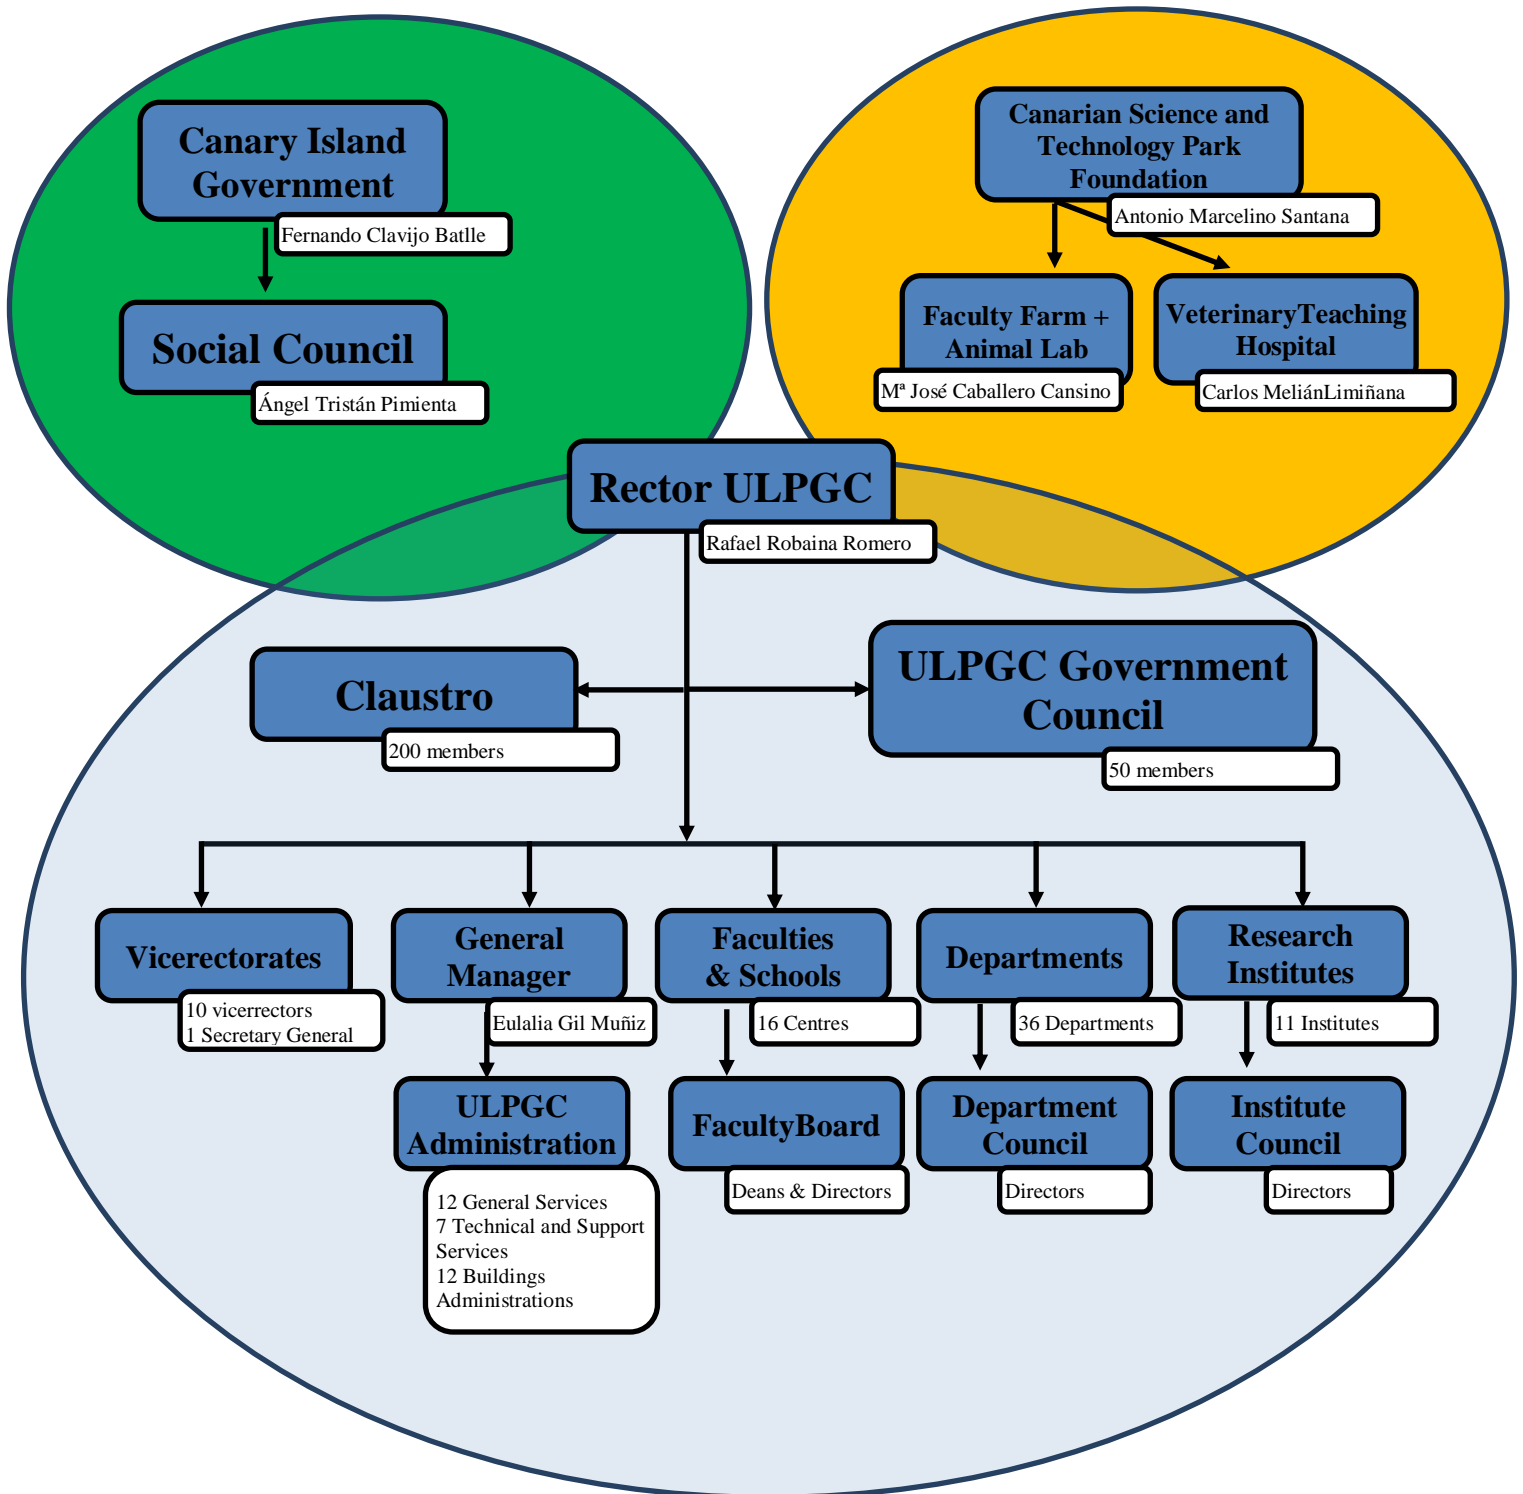 Canary Island
Government
Fernando Clavijo Batlle
Social Council
Ángel Tristán Pimienta
Canarian Science and
Technology Park
Foundation
Antonio Marcelino Santana
Faculty Farm +
Animal Lab
Mª José Caballero Cansino
VeterinaryTeaching
Hospital
Carlos MeliánLimiñana
Rector ULPGC
Rafael Robaina Romero
Claustro
200 members
ULPGC Government
Council
50 members
Vicerectorates
10 vicerrectors
1 Secretary General
General
Manager
Eulalia Gil Muñiz
Faculties
& Schools
16 Centres
Departments
36 Departments
Research
Institutes
11 Institutes
ULPGC
Administration
12 General Services
7 Technical and Support
Services
12 Buildings
Administrations
FacultyBoard
Deans & Directors
Department
Council
Directors
Institute
Council
Directors